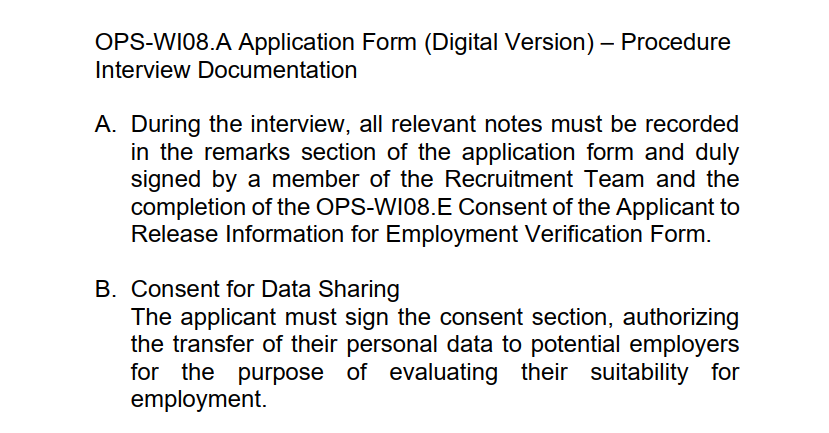 OPS-WI08.A Application Form (Digital Version) – Procedure
Interview Documentation
A. During the interview, all relevant notes must be recorded
in the remarks section of the application form and duly
signed by a member of the Recruitment Team and the
completion of the OPS-WI08.E Consent of the Applicant to
Release Information for Employment Verification Form.
B. Consent for Data Sharing
The applicant must sign the consent section, authorizing
the transfer of their personal data to potential employers
for the purpose of evaluating their suitability for
employment.